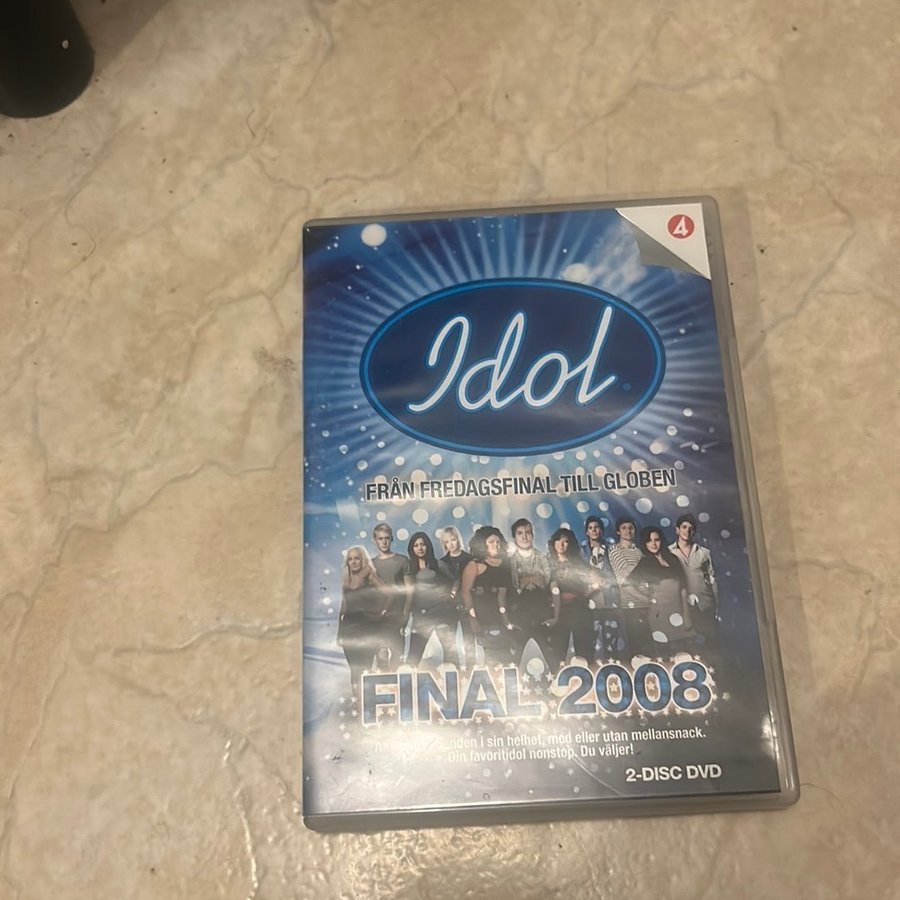 4
Idol
FRÅN FREDAGSFINAL TILL GLOBEN
FINAL 2008
i sin helhet, med eller utan mellansnack.
Din favoritidol nonstop. Du väljer!
2-DISC DVD